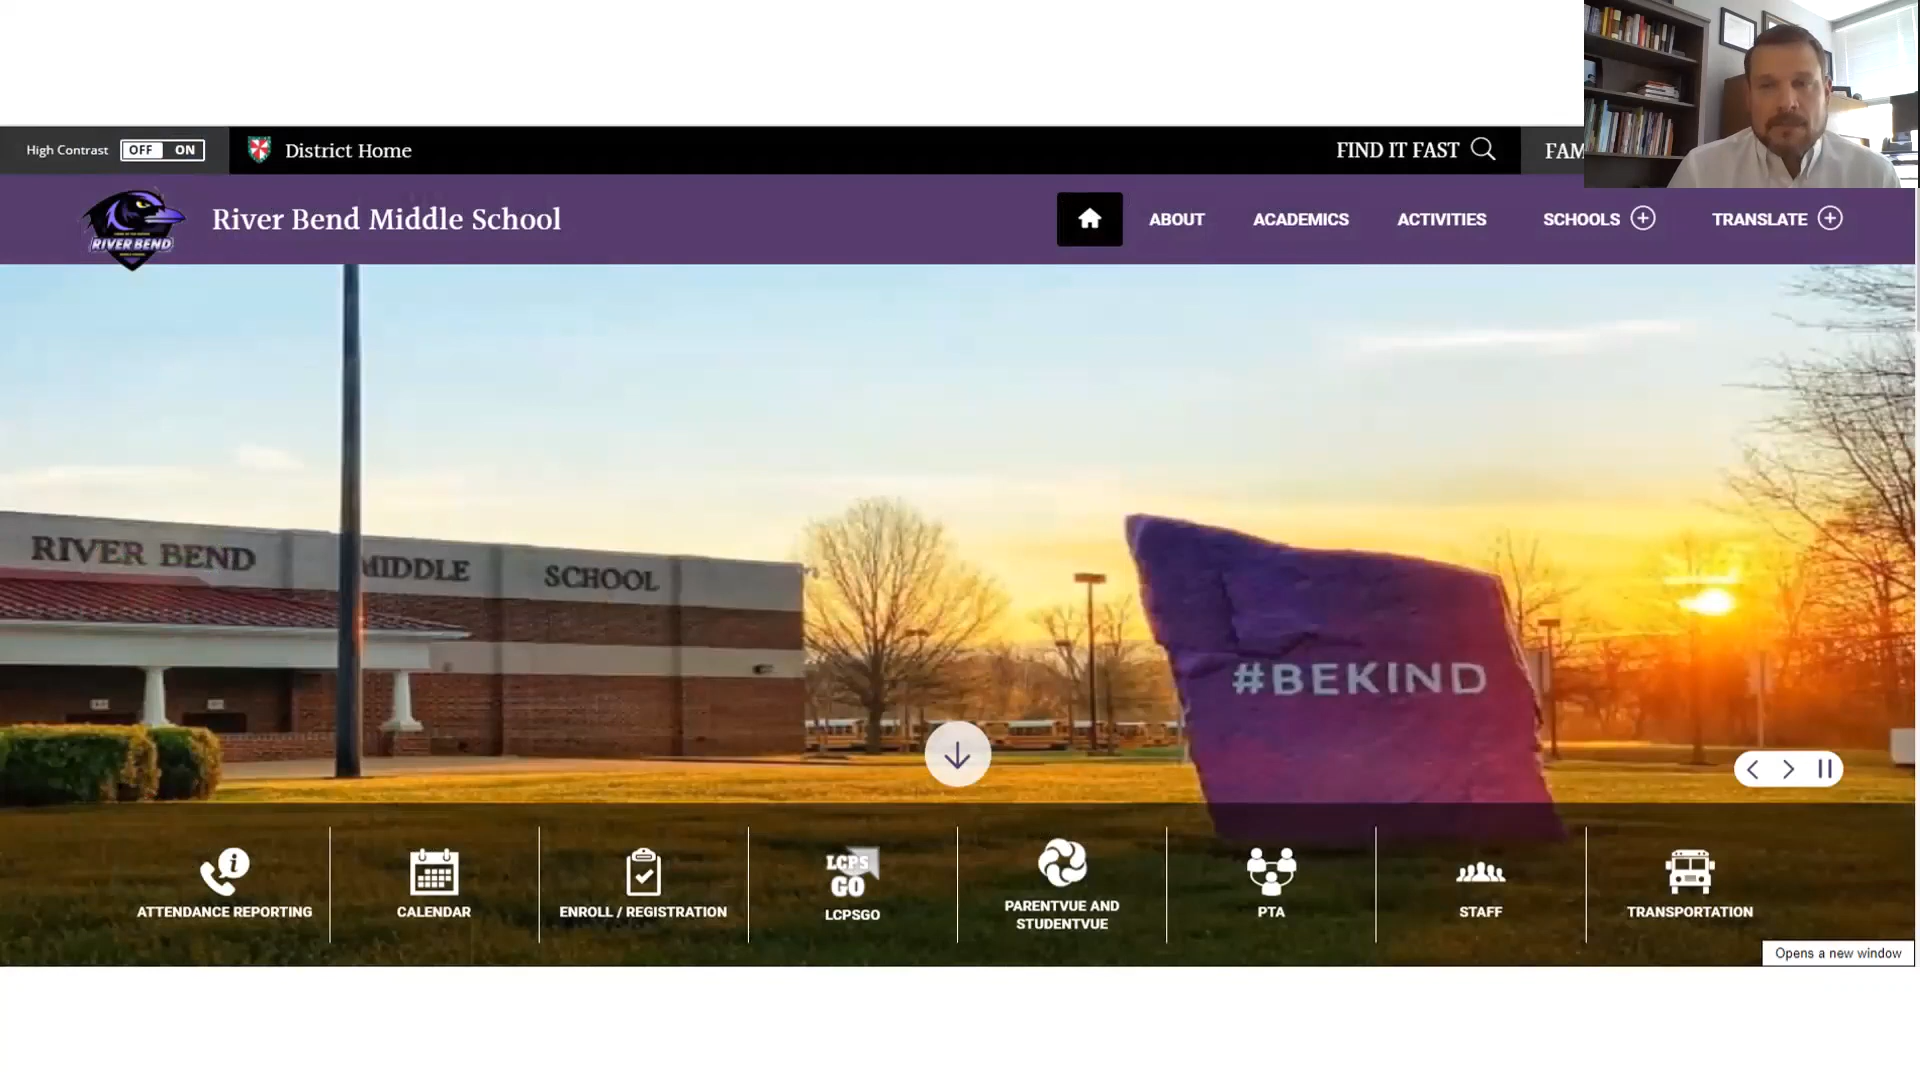 High Contrast OFF ON
District Home
FIND IT FAST
FAM
RIVER BEND
River Bend Middle School
ABOUT
ACADEMICS
ACTIVITIES
SCHOOLS
TRANSLATE
RIVER BEND MIDDLE SCHOOL
#BEKIND
ATTENDANCE REPORTING
CALENDAR
ENROLL / REGISTRATION
LCPS
GO
LCPSGO
PARENTVUE AND
STUDENTVUE
PTA
STAFF
TRANSPORTATION
Opens a new window